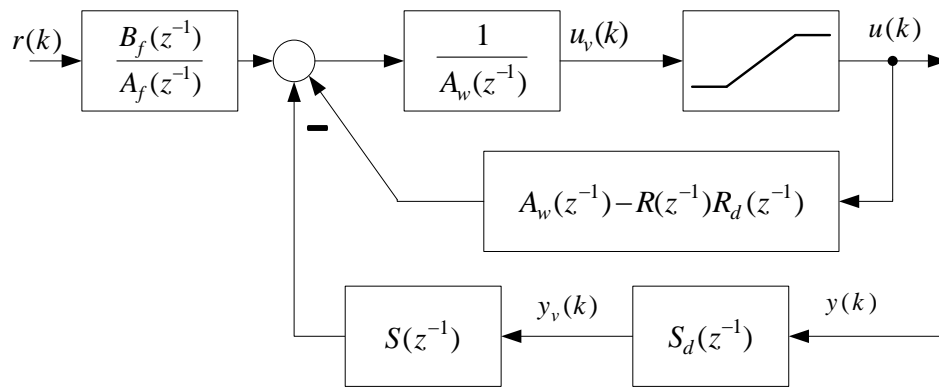 r(k)
B_f(z^{-1})
A_f(z^{-1})
1
A_w(z^{-1})
u_v(k)
u(k)
−
A_w(z^{-1})−R(z^{-1})R_d(z^{-1})
S(z^{-1})
y_v(k)
S_d(z^{-1})
y(k)